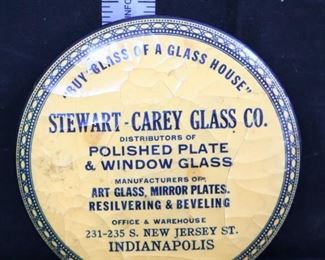 "BUY GLASS OF A GLASS HOUSE"
STEWART-CAREY GLASS CO.
DISTRIBUTORS OF
POLISHED PLATE
& WINDOW GLASS
MANUFACTURERS OF
ART GLASS, MIRROR PLATES.
RESILVERING & BEVELING
OFFICE & WAREHOUSE
231-235 S. NEW JERSEY ST.
INDIANAPOLIS